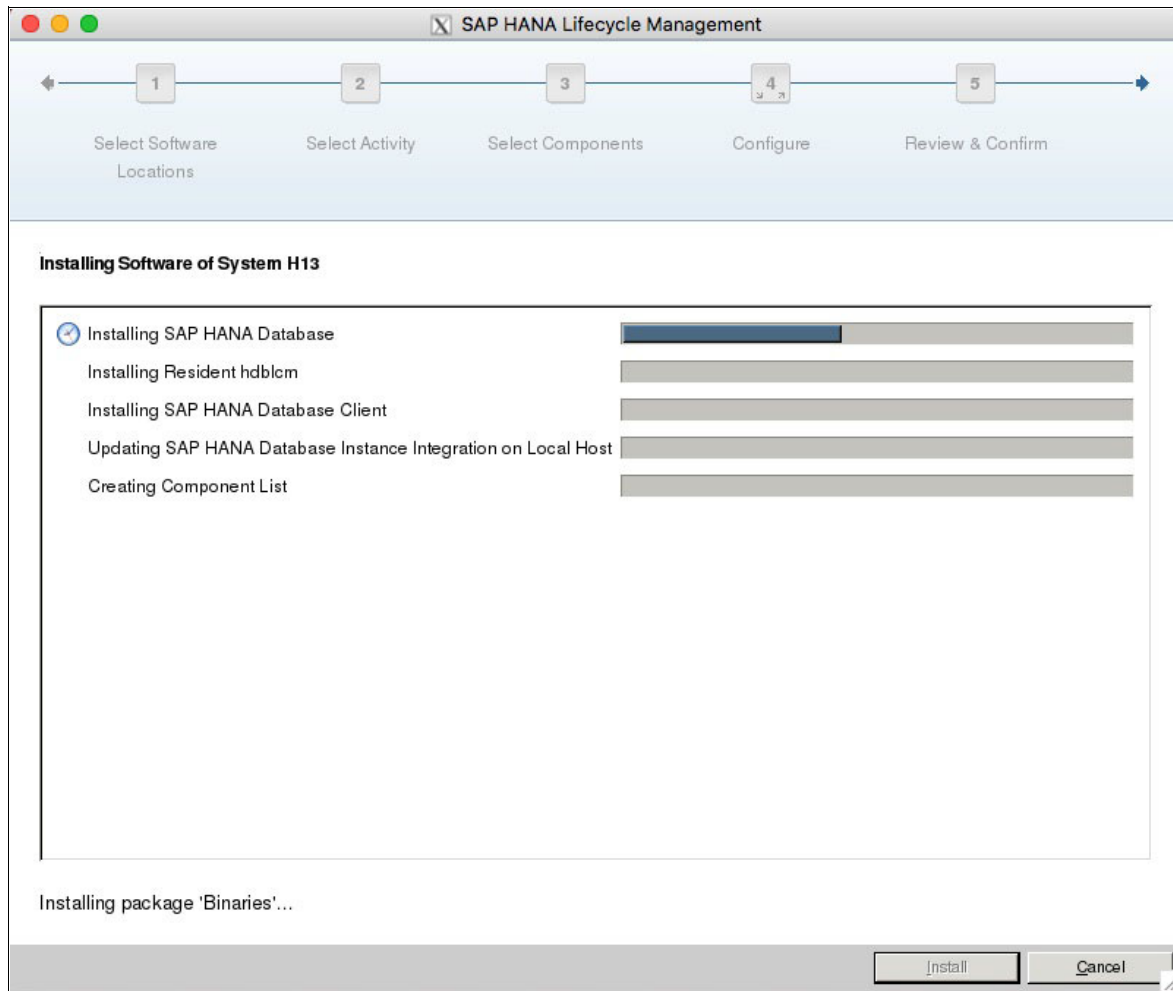 SAP HANA Lifecycle Management
1
2
3
4
5
Select Software
Locations
Select Activity
Select Components
Configure
Review & Confirm
Installing Software of System H13
Installing SAP HANA Database
Installing Resident hdblcm
Installing SAP HANA Database Client
Updating SAP HANA Database Instance Integration on Local Host
Creating Component List
Installing package 'Binaries'...
Install
Cancel